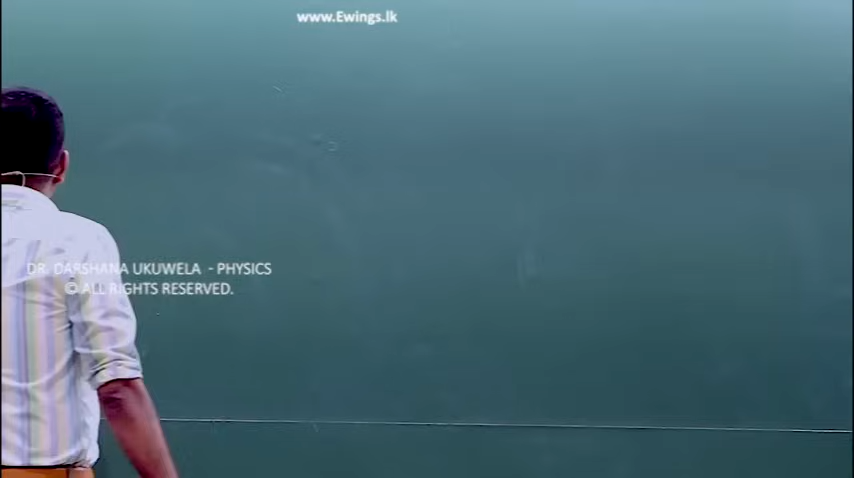 www.Ewings.lk
DR. DARSHANA UKUWELA - PHYSICS
© ALL RIGHTS RESERVED.